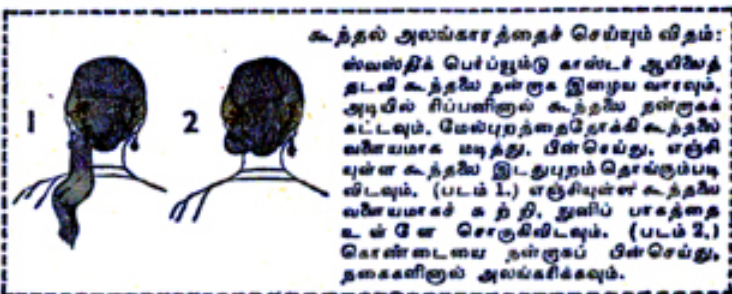 கூந்தல் அலங்காரத்தைச் செய்யும் விதம்:
ஸ்வஸ்திக் பெர்ப்யூம்டு காஸ்டர் ஆயிலைத்
தடவி கூந்தலை நன்றாக இழைய வாரவும்.
அடியில் ரிப்பனினால் கூந்தலை நன்றாகக்
கட்டவும். மேல்புறத்தைநோக்கி கூந்தலை
வளையமாக மடித்து, பின்செய்து, எஞ்சி
யுள்ள கூந்தலை இடதுபுறம் தொங்கும்படி
விடவும். (படம் 1.) எஞ்சியுள்ள கூந்தலை
வளையமாகச் சுற்றி, நுனிப் பாகத்தை
உள்ளே சொருகிவிடவும். (படம் 2.)
கொண்டையை நன்றாகப் பின்செய்து,
நகைகளினால் அலங்கரிக்கவும்.
1
2